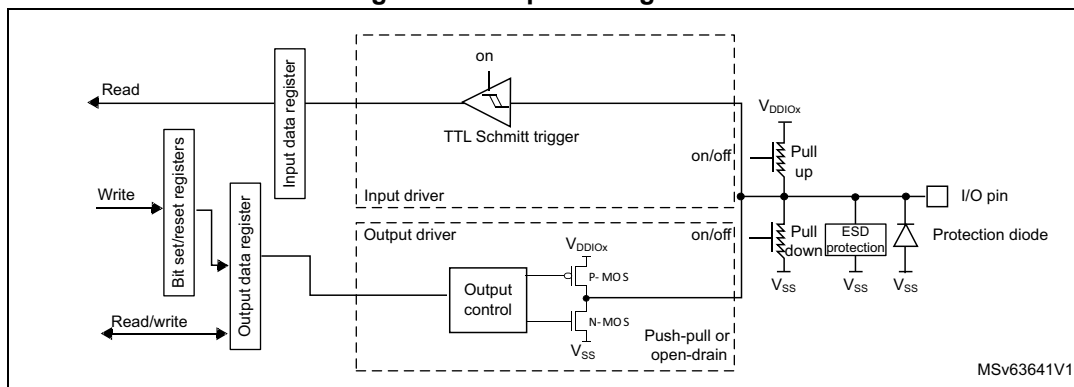 on
Read
Input data register
TTL Schmitt trigger
Input driver
VDDIOx
on/off
Pull
up
Bit set/reset registers
Write
Output data register
I/O pin
Output driver
on/off
VDDIOx
Pull
down
ESD
protection
Protection diode
P-MOS
Output
control
N-MOS
VSS
VSS
VSS
VSS
Read/write
Push-pull or
open-drain
MSv63641V1